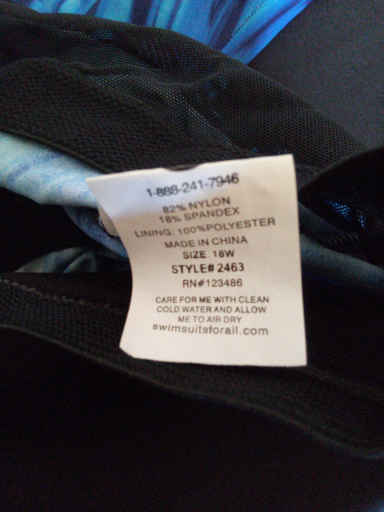 1-888-241-7946
82% NYLON
18% SPANDEX
LINING: 100%POLYESTER
MADE IN CHINA
SIZE 18W
STYLE# 2463
RN#123486
CARE FOR ME WITH CLEAN
COLD WATER AND ALLOW
ME TO AIR DRY
swimsuitsforall.com